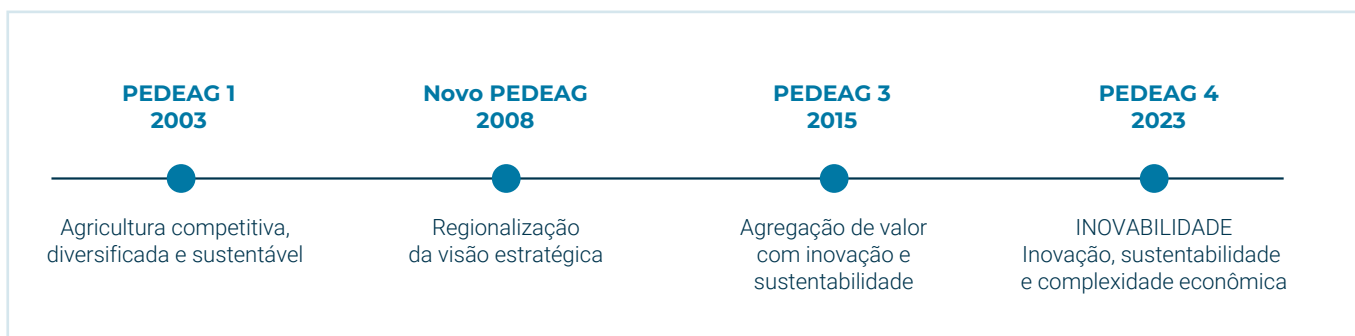 PEDEAG 1
2003
Novo PEDEAG
2008
PEDEAG 3
2015
PEDEAG 4
2023
Agricultura competitiva,
diversificada e sustentável
Regionalização
da visão estratégica
Agregação de valor
com inovação e
sustentabilidade
INOVABILIDADE
Inovação, sustentabilidade
e complexidade econômica